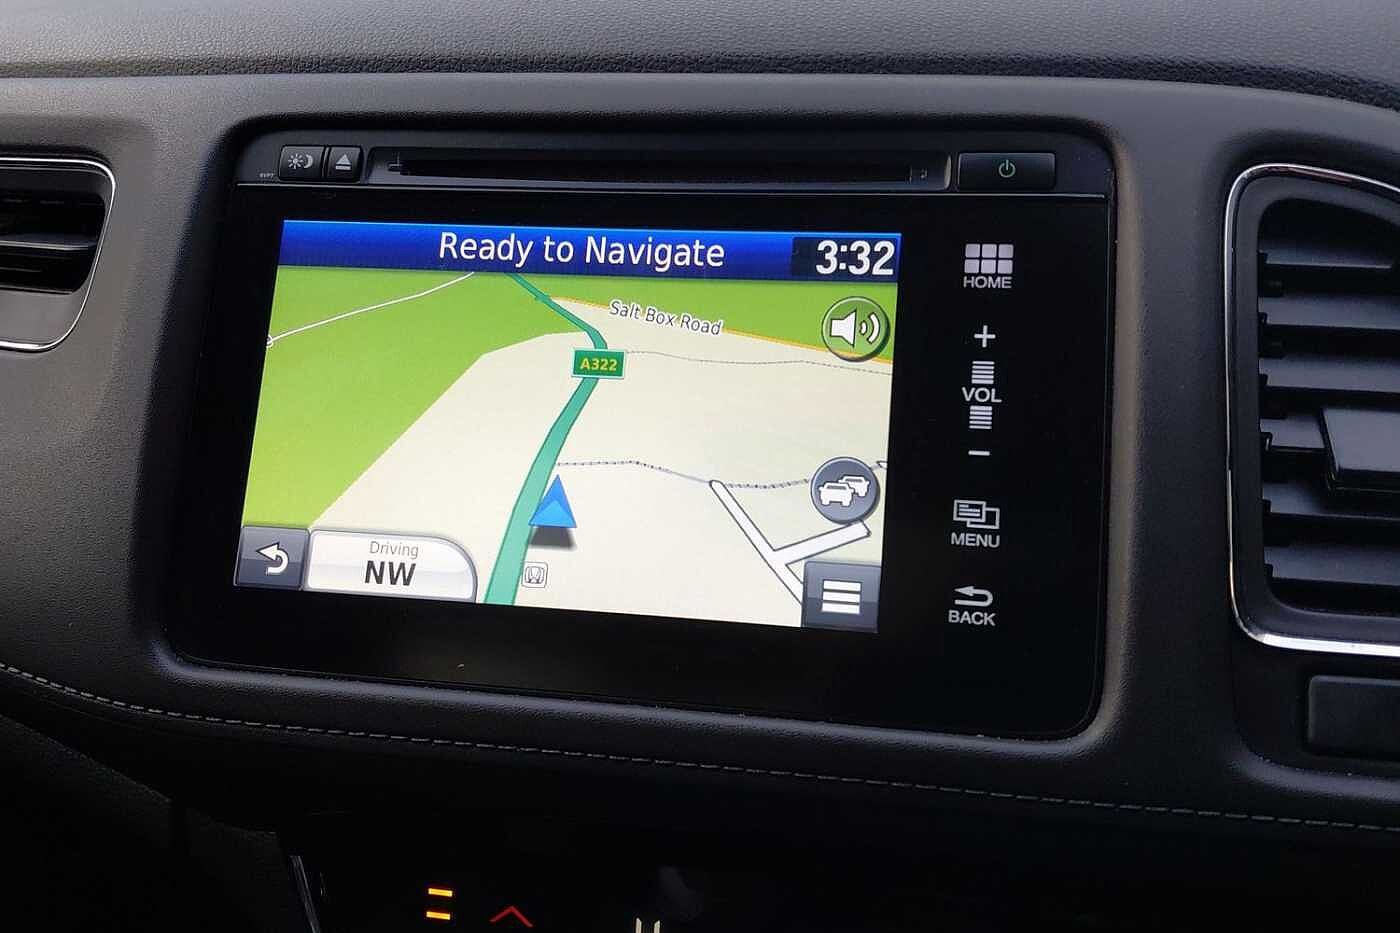 Ready to Navigate
3:32
Salt Box Road
A322
Driving
NW
HOME
+
VOL
−
MENU
BACK